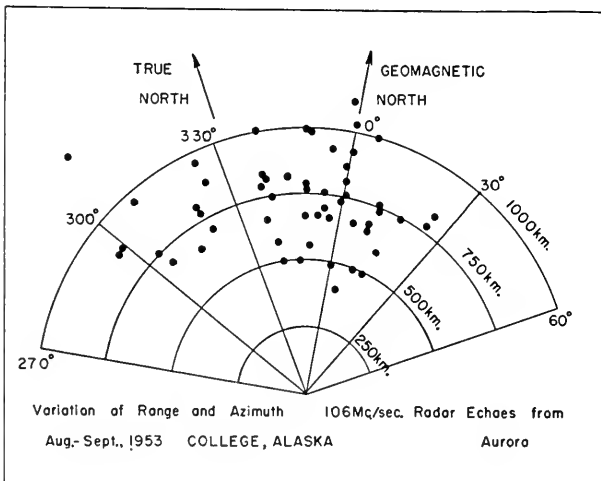 TRUE
NORTH
GEOMAGNETIC
NORTH
330°
0°
30°
300°
1000km.
750km.
500km.
250km.
270°
60°
Variation of Range and Azimuth 106Mc/sec. Radar Echoes from
Aug.-Sept., 1953 COLLEGE, ALASKA Aurora